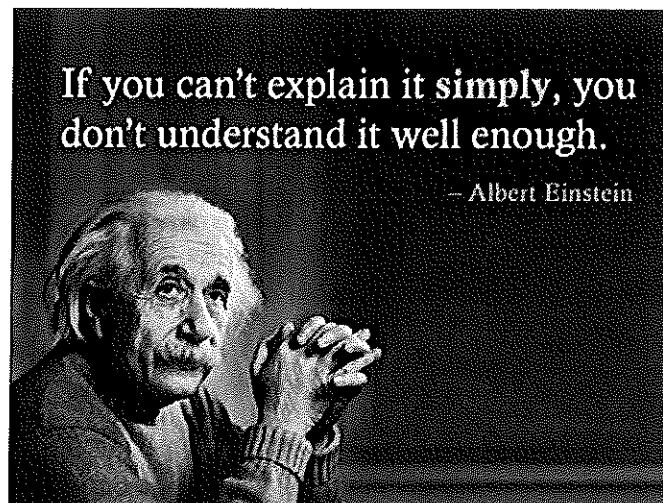 If you can't explain it simply, you
don't understand it well enough.
– Albert Einstein